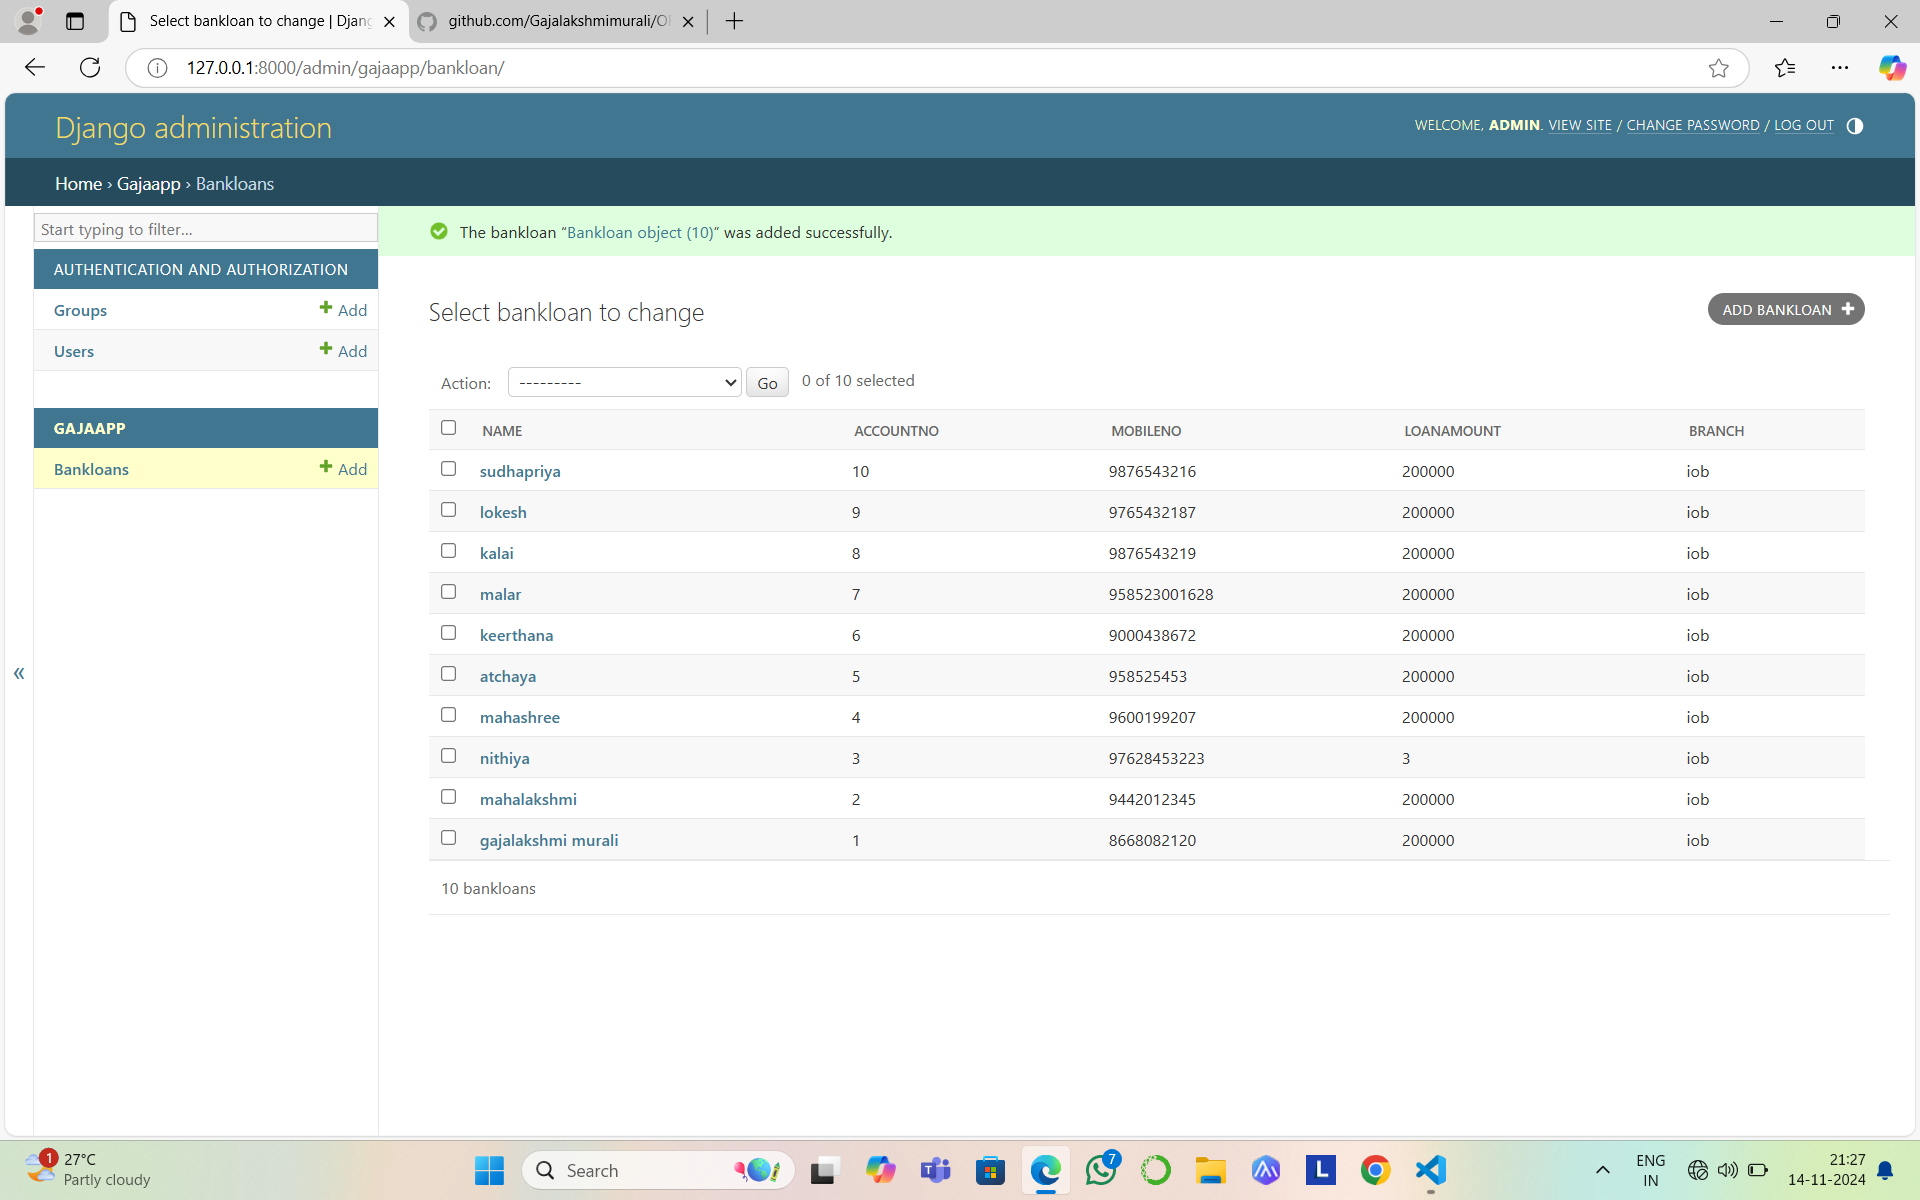 Select bankloan to change | Djang
github.com/Gajalakshmimurali/O
127.0.0.1:8000/admin/gajaapp/bankloan/
Django administration
WELCOME, ADMIN. VIEW SITE / CHANGE PASSWORD / LOG OUT
Home › Gajaapp › Bankloans
Start typing to filter...
AUTHENTICATION AND AUTHORIZATION
Groups Add
Users Add
GAJAAPP
Bankloans Add
«
The bankloan “Bankloan object (10)” was added successfully.
Select bankloan to change
ADD BANKLOAN
Action: --------- Go 0 of 10 selected
NAME ACCOUNTNO MOBILENO LOANAMOUNT BRANCH
sudhapriya 10 9876543216 200000 iob
lokesh 9 9765432187 200000 iob
kalai 8 9876543219 200000 iob
malar 7 958523001628 200000 iob
keerthana 6 9000438672 200000 iob
atchaya 5 958525453 200000 iob
mahashree 4 9600199207 200000 iob
nithiya 3 97628453223 3 iob
mahalakshmi 2 9442012345 200000 iob
gajalakshmi murali 1 8668082120 200000 iob
10 bankloans
1
27°C
Partly cloudy
Search
7
L
ENG
IN
21:27
14-11-2024